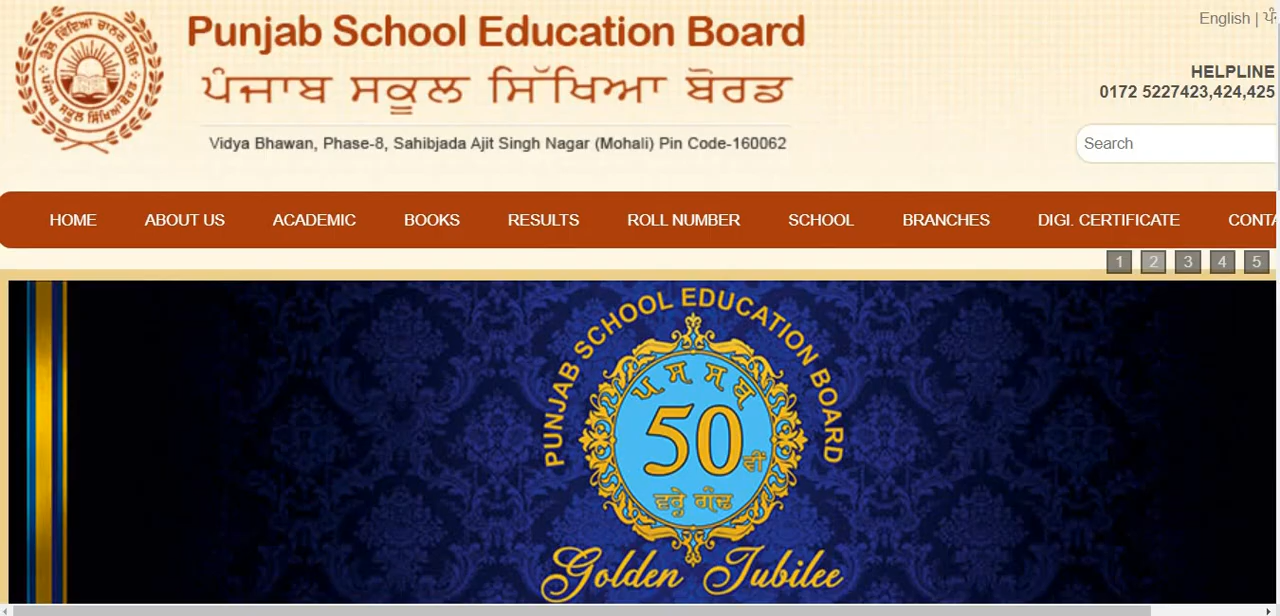 Punjab School Education Board
ਪੰਜਾਬ ਸਕੂਲ ਸਿੱਖਿਆ ਬੋਰਡ
Vidya Bhawan, Phase-8, Sahibjada Ajit Singh Nagar (Mohali) Pin Code-160062
English |
HELPLINE
0172 5227423,424,425
Search
HOME ABOUT US ACADEMIC BOOKS RESULTS ROLL NUMBER SCHOOL BRANCHES DIGI. CERTIFICATE CONTA
1 2 3 4 5
PUNJAB SCHOOL EDUCATION BOARD
ਪ ਸ ਸ ਬ
50 ਵੀਂ
ਵਰ੍ਹੇ ਗੰਢ
Golden Jubilee